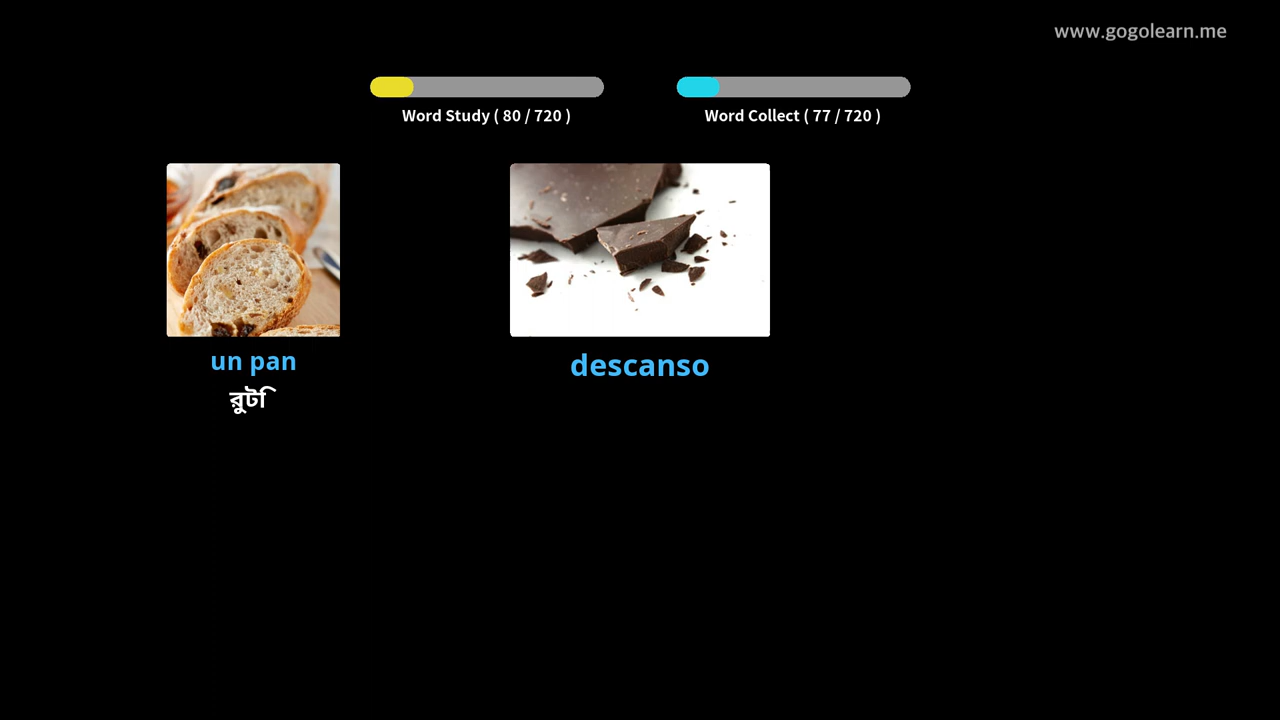 www.gogolearn.me
Word Study ( 80 / 720 )
Word Collect ( 77 / 720 )
un pan
রুটি
descanso